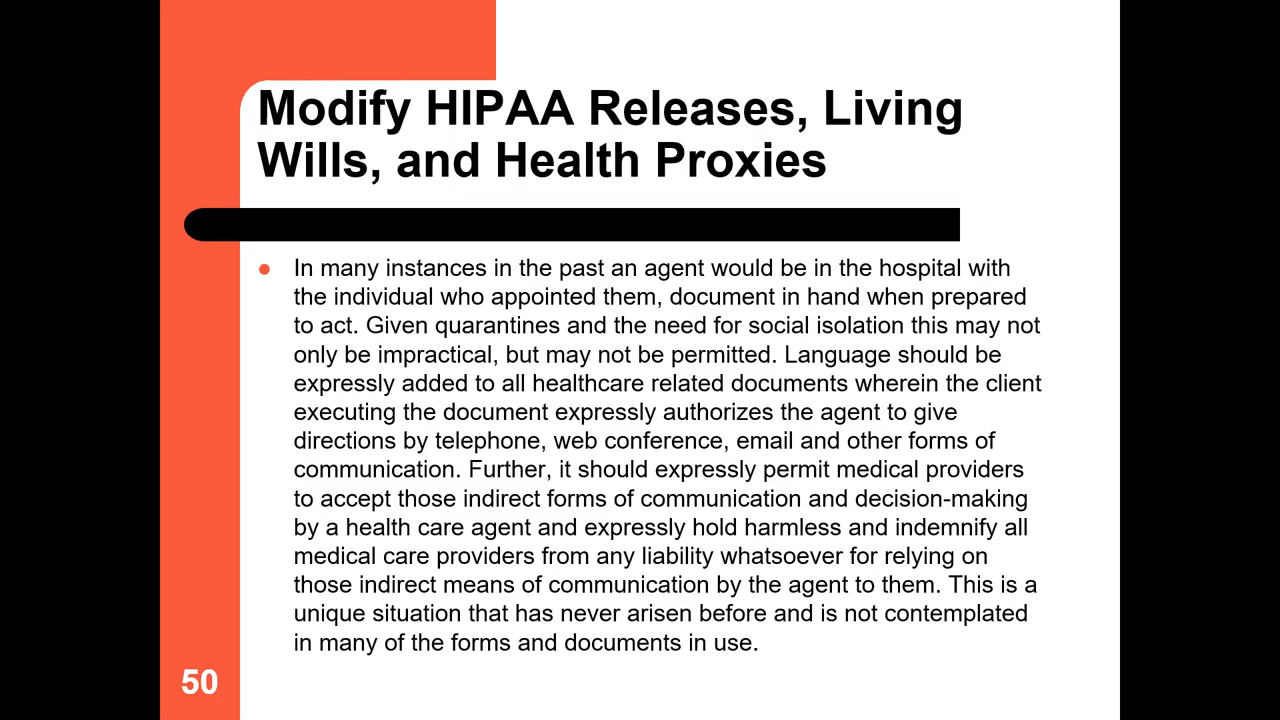 Modify HIPAA Releases, Living
Wills, and Health Proxies
In many instances in the past an agent would be in the hospital with
the individual who appointed them, document in hand when prepared
to act. Given quarantines and the need for social isolation this may not
only be impractical, but may not be permitted. Language should be
expressly added to all healthcare related documents wherein the client
executing the document expressly authorizes the agent to give
directions by telephone, web conference, email and other forms of
communication. Further, it should expressly permit medical providers
to accept those indirect forms of communication and decision-making
by a health care agent and expressly hold harmless and indemnify all
medical care providers from any liability whatsoever for relying on
those indirect means of communication by the agent to them. This is a
unique situation that has never arisen before and is not contemplated
in many of the forms and documents in use.
50